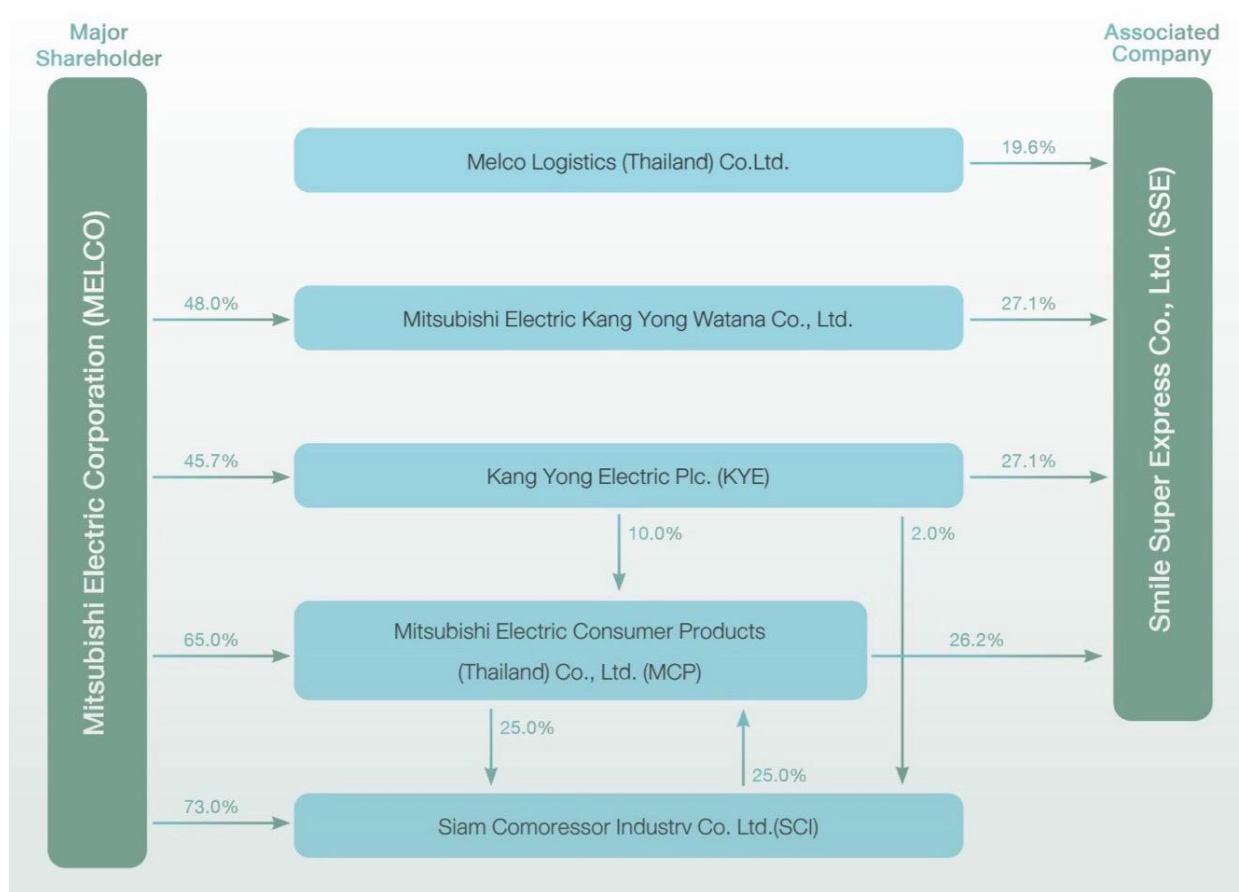 Major
Shareholder
Associated
Company
Mitsubishi Electric Corporation (MELCO)
Melco Logistics (Thailand) Co.Ltd.
19.6%
48.0%
Mitsubishi Electric Kang Yong Watana Co., Ltd.
27.1%
45.7%
Kang Yong Electric Plc. (KYE)
27.1%
10.0%
2.0%
65.0%
Mitsubishi Electric Consumer Products
(Thailand) Co., Ltd. (MCP)
26.2%
25.0%
25.0%
73.0%
Siam Comoressor Industrv Co. Ltd.(SCI)
Smile Super Express Co., Ltd. (SSE)